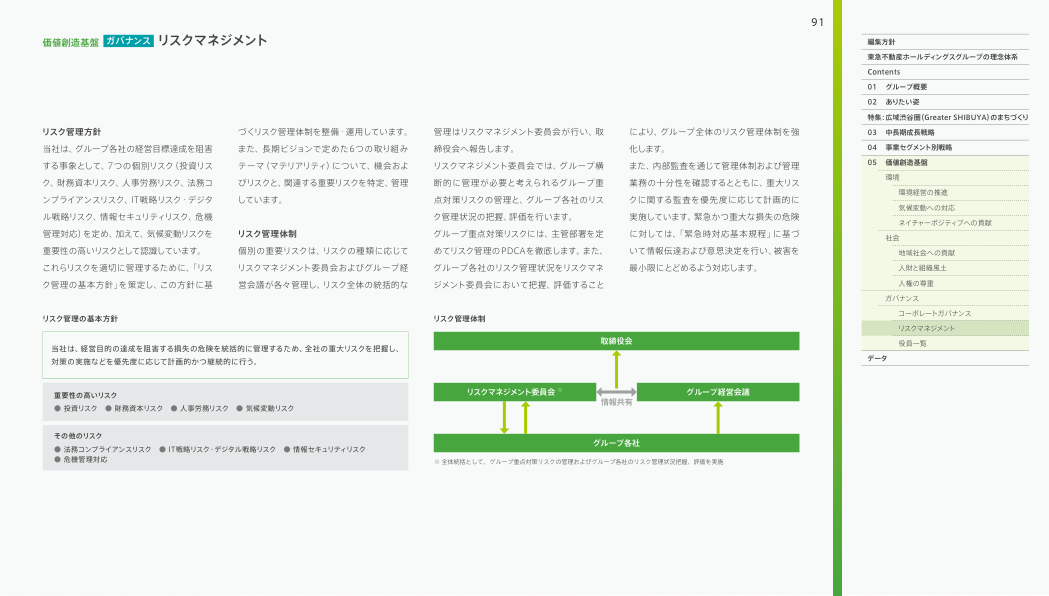 91
価値創造基盤 ガバナンス リスクマネジメント
リスク管理方針
当社は、グループ各社の経営目標達成を阻害
する事象として、7つの個別リスク（投資リス
ク、財務資本リスク、人事労務リスク、法務コ
ンプライアンスリスク、IT戦略リスク・デジタ
ル戦略リスク、情報セキュリティリスク、危機
管理対応）を定め、加えて、気候変動リスクを
重要性の高いリスクとして認識しています。
これらリスクを適切に管理するために、「リス
ク管理の基本方針」を策定し、この方針に基
づくリスク管理体制を整備・運用しています。
また、長期ビジョンで定めた6つの取り組み
テーマ（マテリアリティ）について、機会およ
びリスクと、関連する重要リスクを特定、管理
しています。
リスク管理体制
個別の重要リスクは、リスクの種類に応じて
リスクマネジメント委員会およびグループ経
営会議が各々管理し、リスク全体の統括的な
管理はリスクマネジメント委員会が行い、取
締役会へ報告します。
リスクマネジメント委員会では、グループ横
断的に管理が必要と考えられるグループ重
点対策リスクの管理と、グループ各社のリス
ク管理状況の把握、評価を行います。
グループ重点対策リスクには、主管部署を定
めてリスク管理のPDCAを徹底します。また、
グループ各社のリスク管理状況をリスクマネ
ジメント委員会において把握、評価すること
により、グループ全体のリスク管理体制を強
化します。
また、内部監査を通じて管理体制および管理
業務の十分性を確認するとともに、重大リス
クに関する監査を優先度に応じて計画的に
実施しています。緊急かつ重大な損失の危険
に対しては、「緊急時対応基本規程」に基づ
いて情報伝達および意思決定を行い、被害を
最小限にとどめるよう対応します。
リスク管理の基本方針
当社は、経営目的の達成を阻害する損失の危険を統括的に管理するため、全社の重大リスクを把握し、
対策の実施などを優先度に応じて計画的かつ継続的に行う。
重要性の高いリスク
● 投資リスク ● 財務資本リスク ● 人事労務リスク ● 気候変動リスク
その他のリスク
● 法務コンプライアンスリスク ● IT戦略リスク・デジタル戦略リスク ● 情報セキュリティリスク
● 危機管理対応
リスク管理体制
取締役会
リスクマネジメント委員会※
情報共有
グループ経営会議
グループ各社
※ 全体統括として、グループ重点対策リスクの管理およびグループ各社のリスク管理状況把握、評価を実施
編集方針
東急不動産ホールディングスグループの理念体系
Contents
01 グループ概要
02 ありたい姿
特集：広域渋谷圏（Greater SHIBUYA）のまちづくり
03 中長期成長戦略
04 事業セグメント別戦略
05 価値創造基盤
環境
環境経営の推進
気候変動への対応
ネイチャーポジティブへの貢献
社会
地域社会への貢献
人財と組織風土
人権の尊重
ガバナンス
コーポレートガバナンス
リスクマネジメント
役員一覧
データ